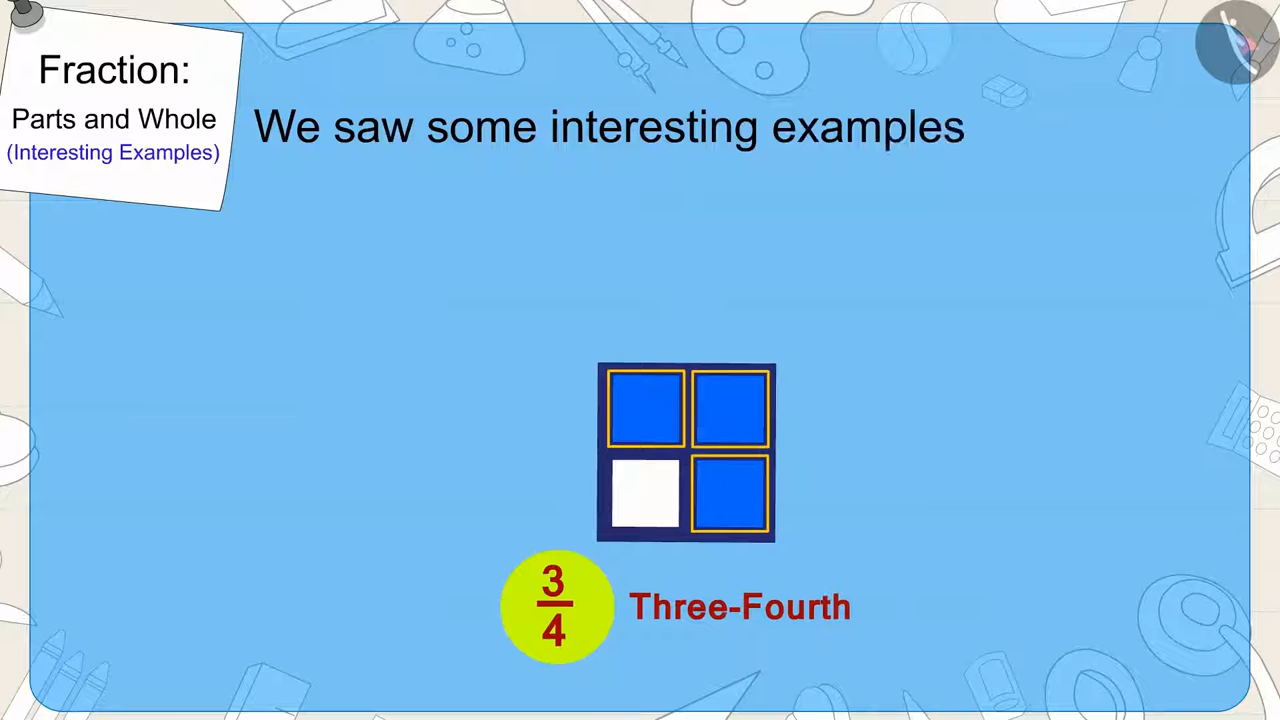 Fraction:
Parts and Whole
(Interesting Examples)
We saw some interesting examples
3
4
Three-Fourth